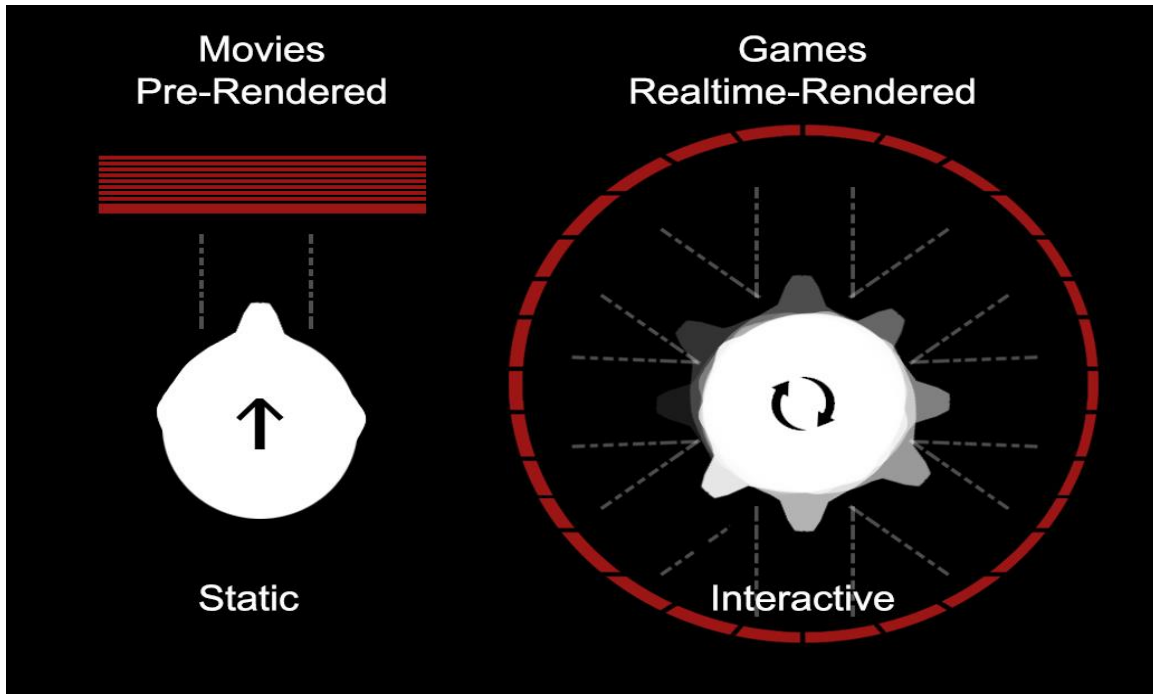 Movies
Pre-Rendered
Static
Games
Realtime-Rendered
Interactive